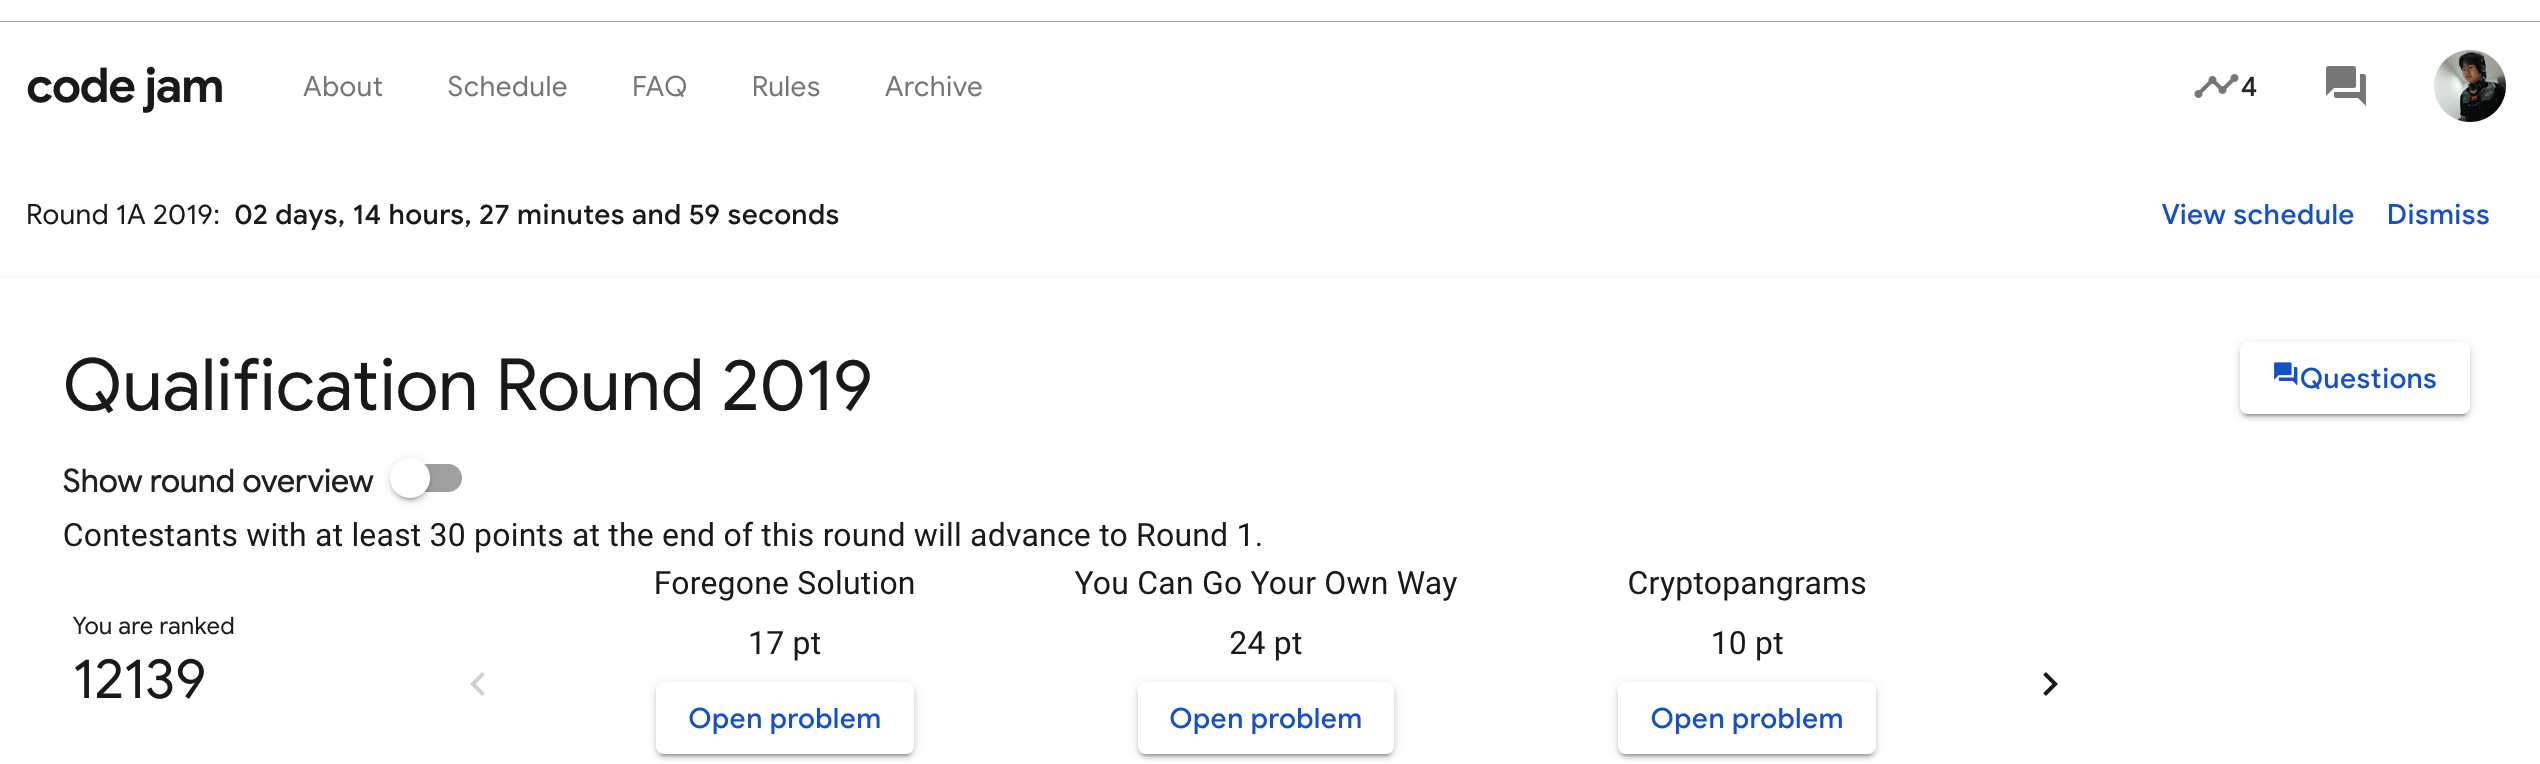 code jam About Schedule FAQ Rules Archive 4
Round 1A 2019: 02 days, 14 hours, 27 minutes and 59 seconds View schedule Dismiss
Qualification Round 2019 Questions
Show round overview
Contestants with at least 30 points at the end of this round will advance to Round 1.
Foregone Solution You Can Go Your Own Way Cryptopangrams
You are ranked
17 pt 24 pt 10 pt
12139
Open problem Open problem Open problem